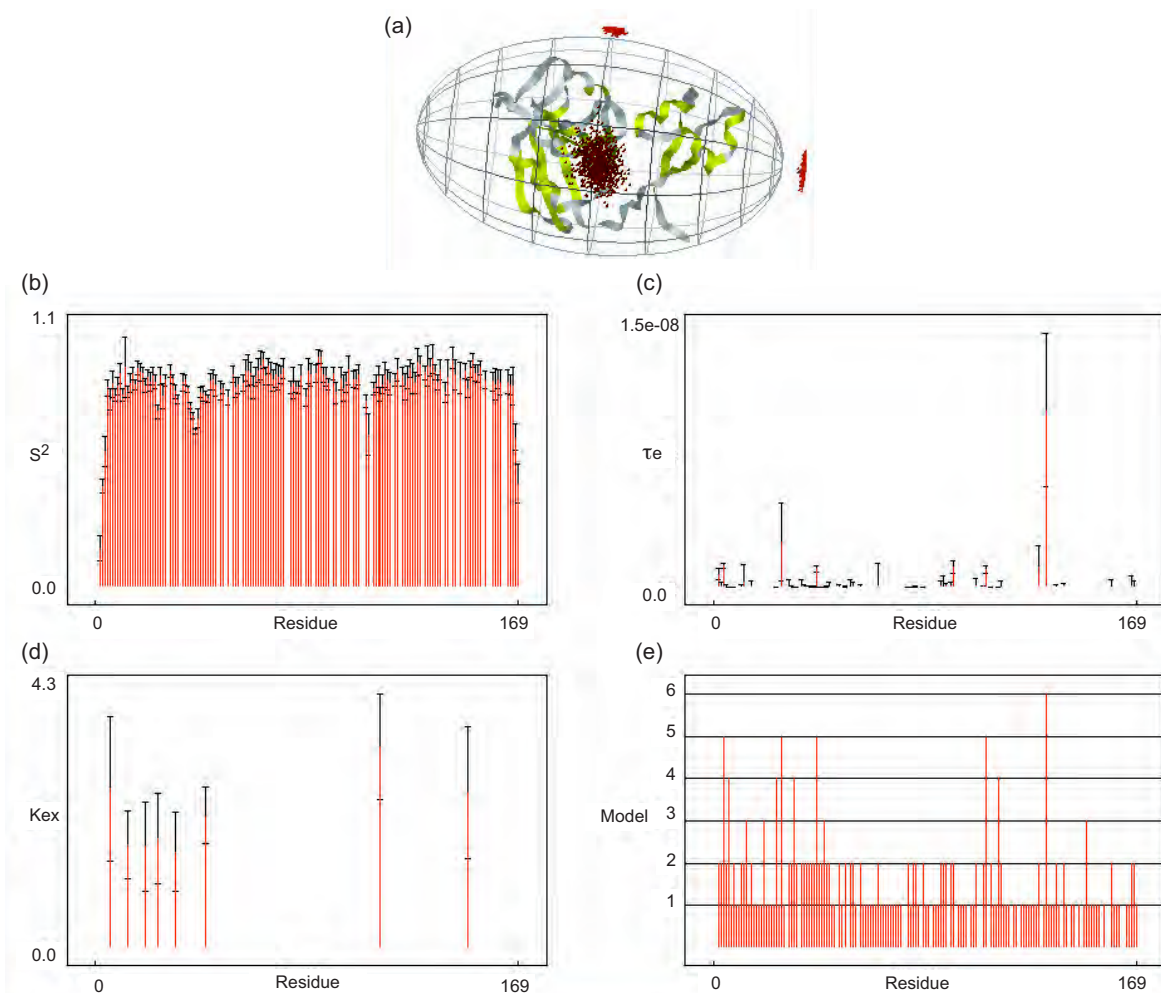 (a)
(b)
1.1
S2
0.0
0
Residue
169
(c)
1.5e-08
τe
0.0
0
Residue
169
(d)
4.3
Kex
0.0
0
Residue
169
(e)
6
5
4
3
Model
2
1
0
Residue
169